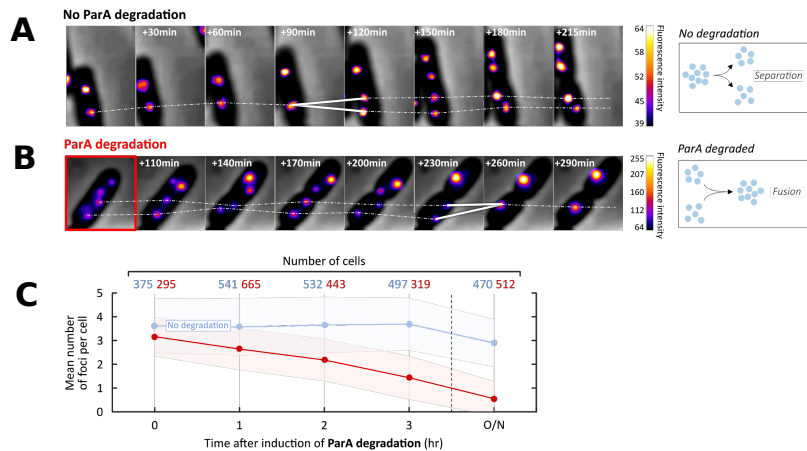 A
No ParA degradation
+30min
+60min
+90min
+120min
+150min
+180min
+215min
64
58
52
45
39
Fluorescence intensity
No degradation
Separation
B
ParA degradation
+110min
+140min
+170min
+200min
+230min
+260min
+290min
255
207
160
112
64
Fluorescence intensity
ParA degraded
Fusion
C
Number of cells
375 295 541 665 532 443 497 319 470 512
5
4
3
2
1
0
Mean number
of foci per cell
No degradation
0 1 2 3 O/N
Time after induction of ParA degradation (hr)